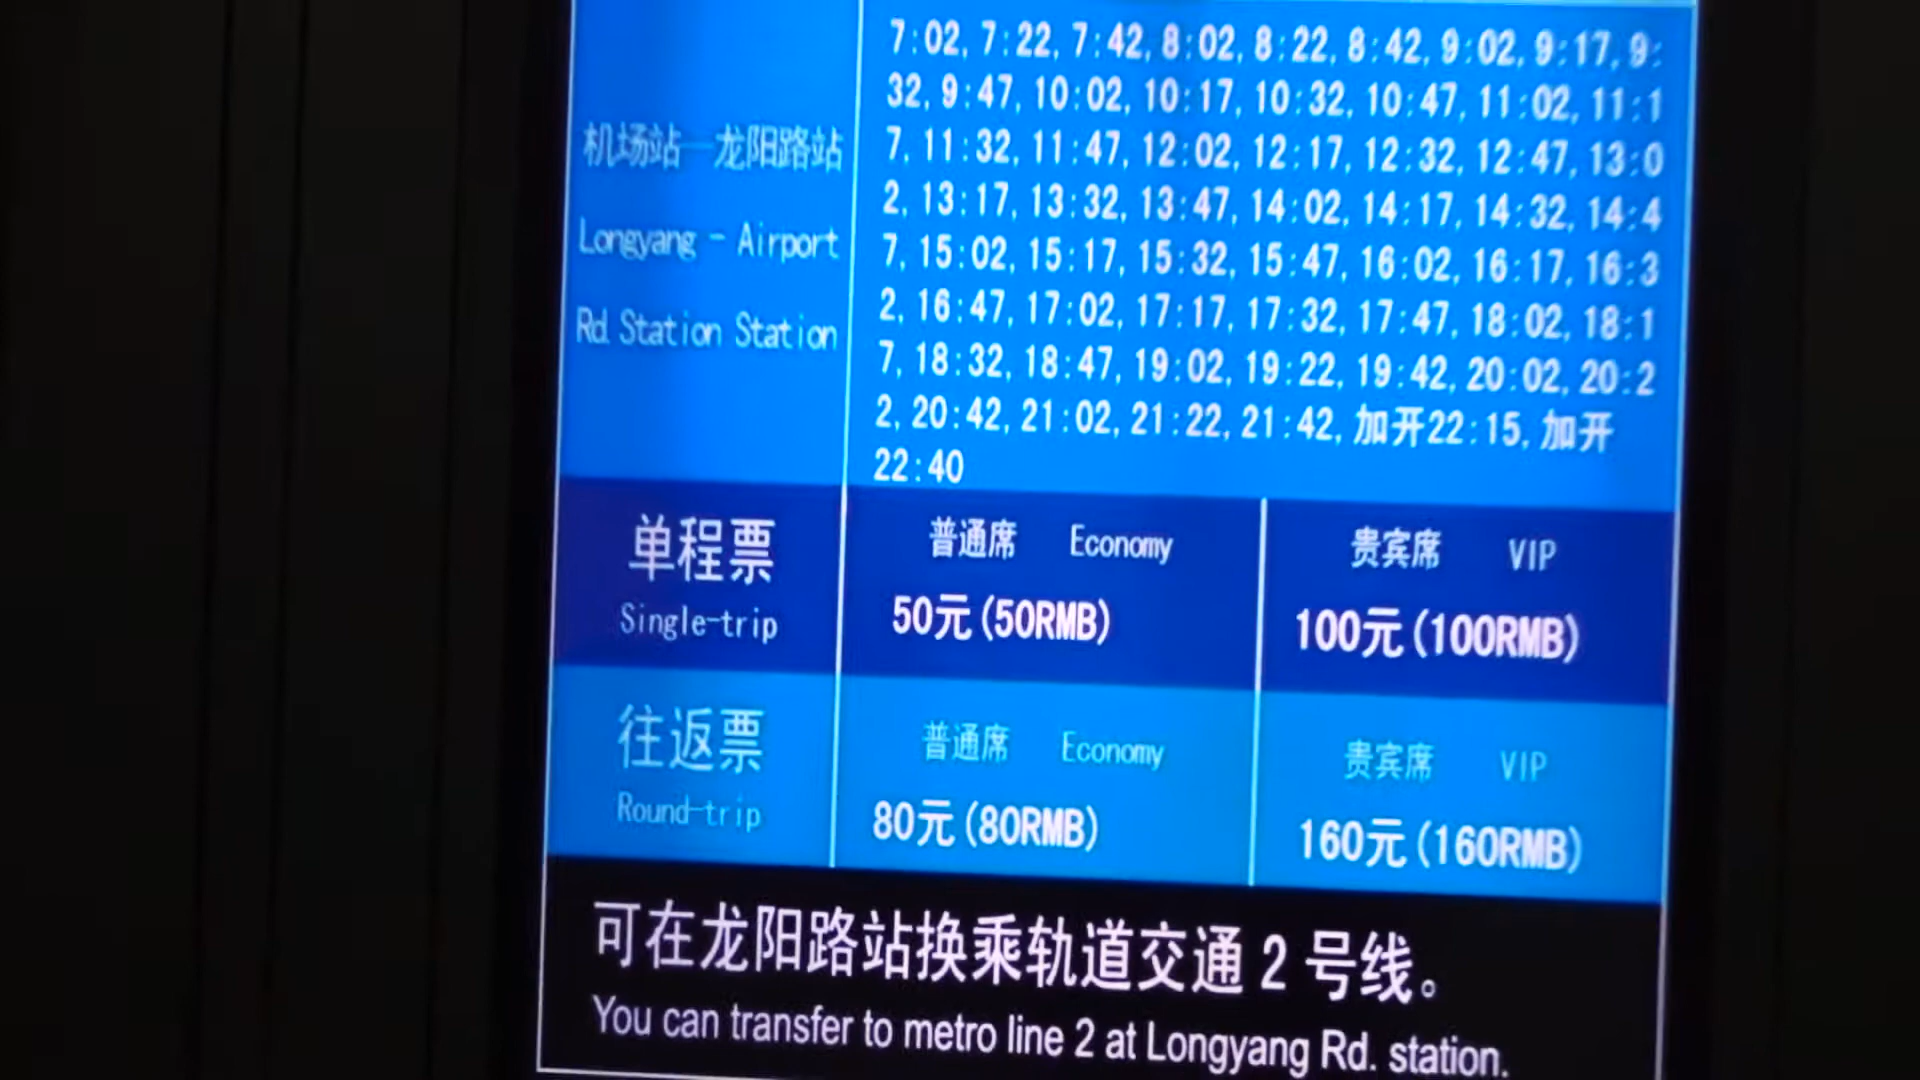 7:02, 7:22, 7:42, 8:02, 8:22, 8:42, 9:02, 9:17, 9:
32, 9:47, 10:02, 10:17, 10:32, 10:47, 11:02, 11:1
7, 11:32, 11:47, 12:02, 12:17, 12:32, 12:47, 13:0
2, 13:17, 13:32, 13:47, 14:02, 14:17, 14:32, 14:4
7, 15:02, 15:17, 15:32, 15:47, 16:02, 16:17, 16:3
2, 16:47, 17:02, 17:17, 17:32, 17:47, 18:02, 18:1
7, 18:32, 18:47, 19:02, 19:22, 19:42, 20:02, 20:2
2, 20:42, 21:02, 21:22, 21:42, 加开22:15, 加开
22:40
机场站—龙阳路站
Longyang - Airport
Rd. Station Station
单程票
Single-trip
普通席 Economy
50元(50RMB)
贵宾席 VIP
100元(100RMB)
往返票
Round-trip
普通席 Economy
80元(80RMB)
贵宾席 VIP
160元(160RMB)
可在龙阳路站换乘轨道交通2号线。
You can transfer to metro line 2 at Longyang Rd. station.